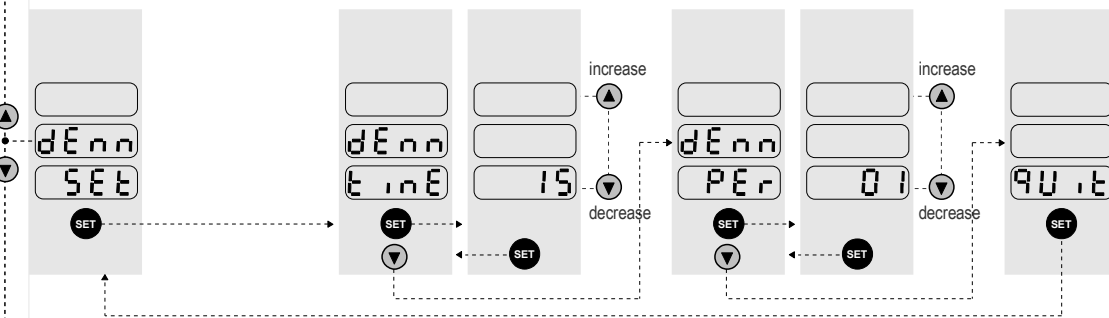 dEnn
SEt
SET
dEnn
tinE
SET
15
SET
increase
decrease
dEnn
PEr
SET
01
SET
increase
decrease
qUit
SET